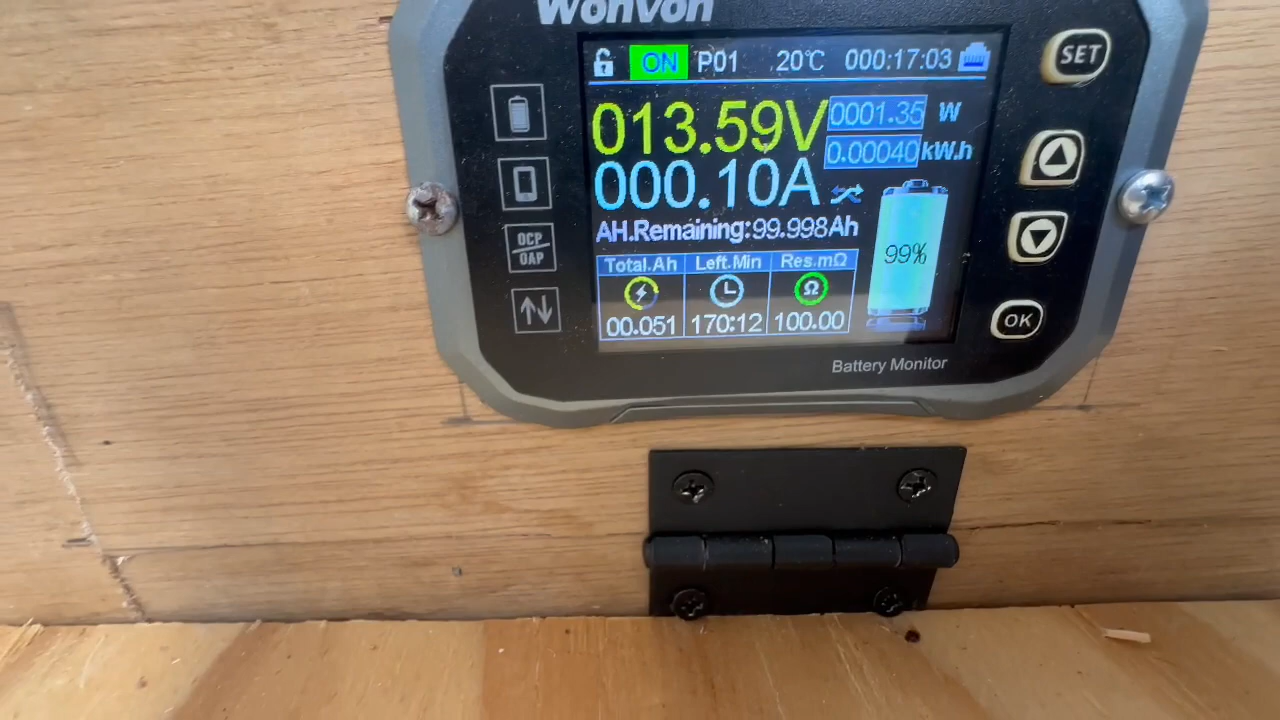 Wonvon
ON P01 20℃ 000:17:03
SET
013.59V 0001.35 W
0.00040 kW.h
000.10A
AH.Remaining:99.998Ah
OCP
OAP
99%
Total.Ah Left.Min Res.mΩ
Ω
00.051 170:12 100.00
OK
Battery Monitor